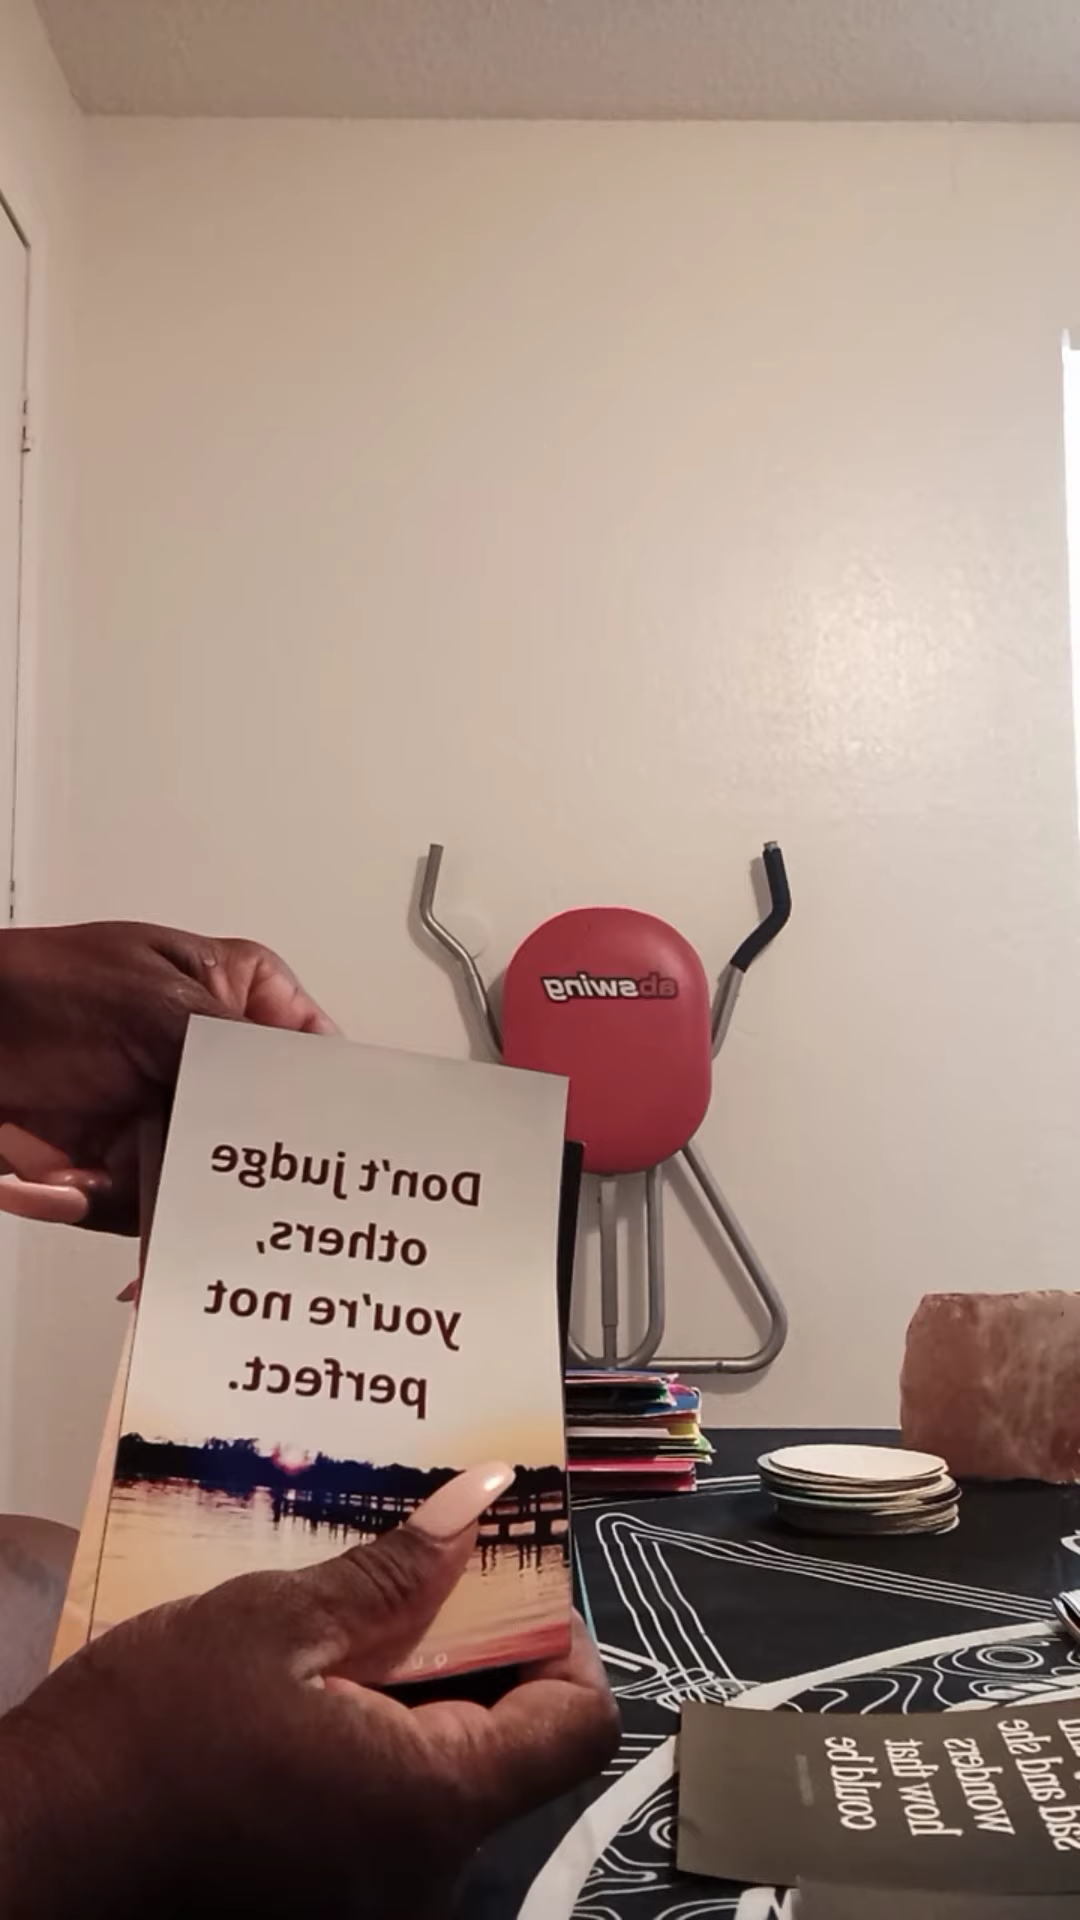 abswing
Don't judge
others,
you're not
perfect.
sad and she
wonders
how that
could be